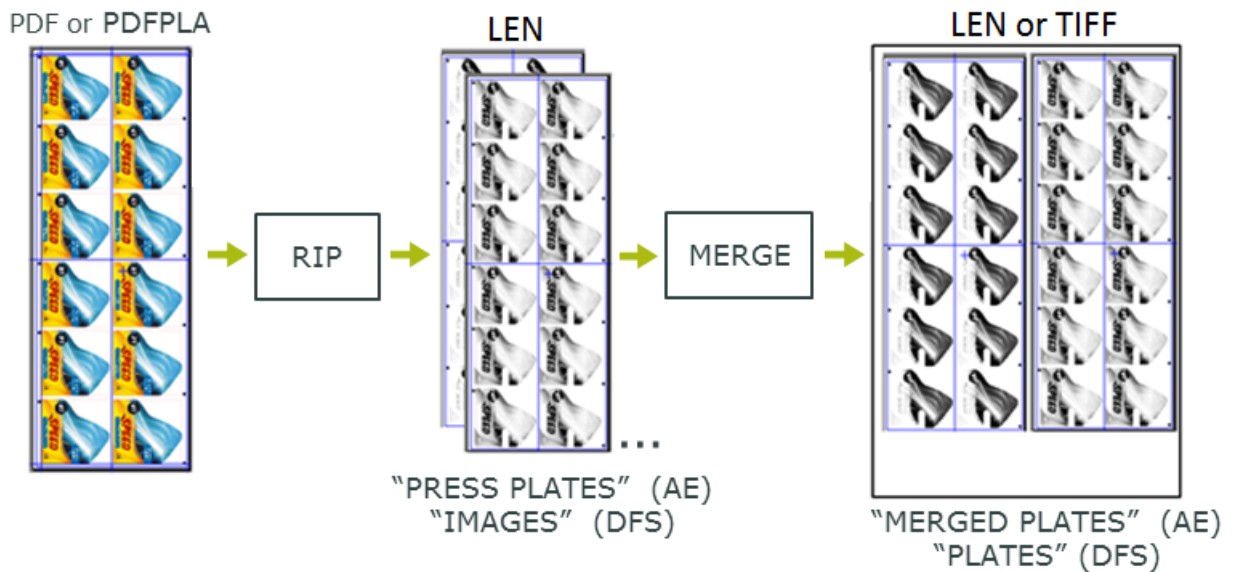 PDF or PDFPLA
LEN
LEN or TIFF
RIP
MERGE
SPEED
...
“PRESS PLATES” (AE)
“IMAGES” (DFS)
“MERGED PLATES” (AE)
“PLATES” (DFS)